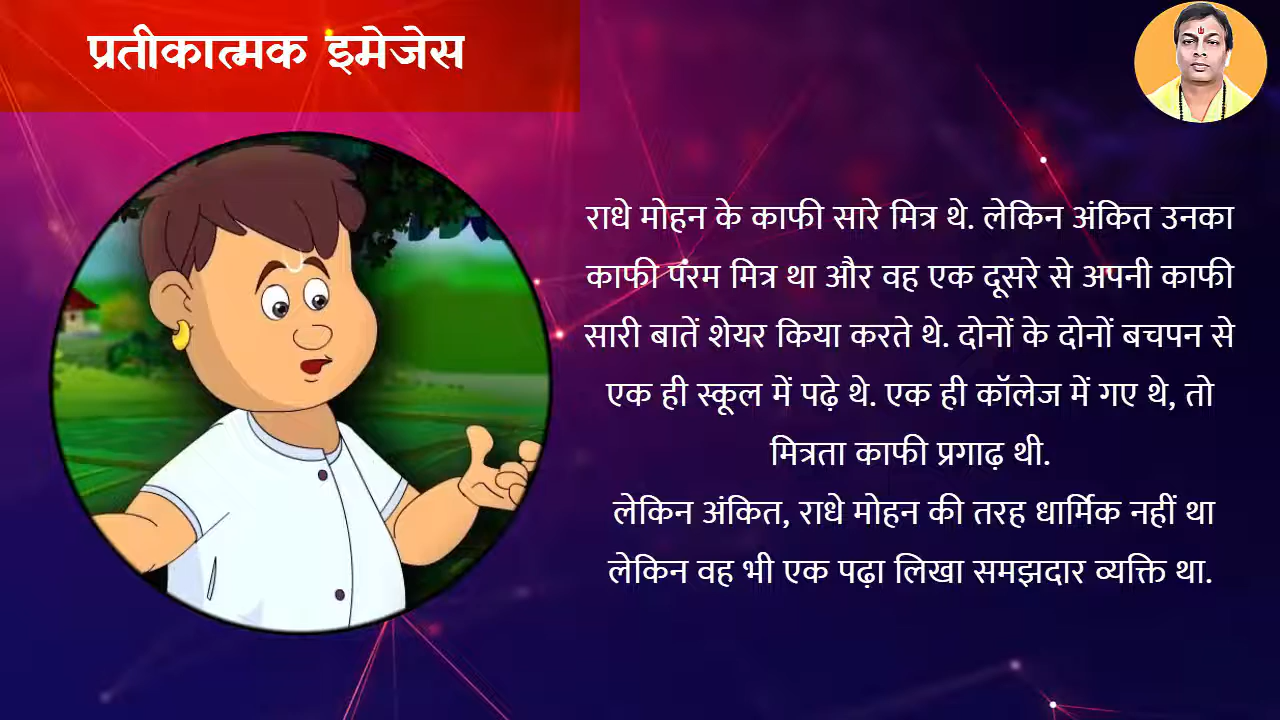 प्रतीकात्मक इमेजेस
राधे मोहन के काफी सारे मित्र थे. लेकिन अंकित उनका
काफी परम मित्र था और वह एक दूसरे से अपनी काफी
सारी बातें शेयर किया करते थे. दोनों के दोनों बचपन से
एक ही स्कूल में पढ़े थे. एक ही कॉलेज में गए थे, तो
मित्रता काफी प्रगाढ़ थी.
लेकिन अंकित, राधे मोहन की तरह धार्मिक नहीं था
लेकिन वह भी एक पढ़ा लिखा समझदार व्यक्ति था.